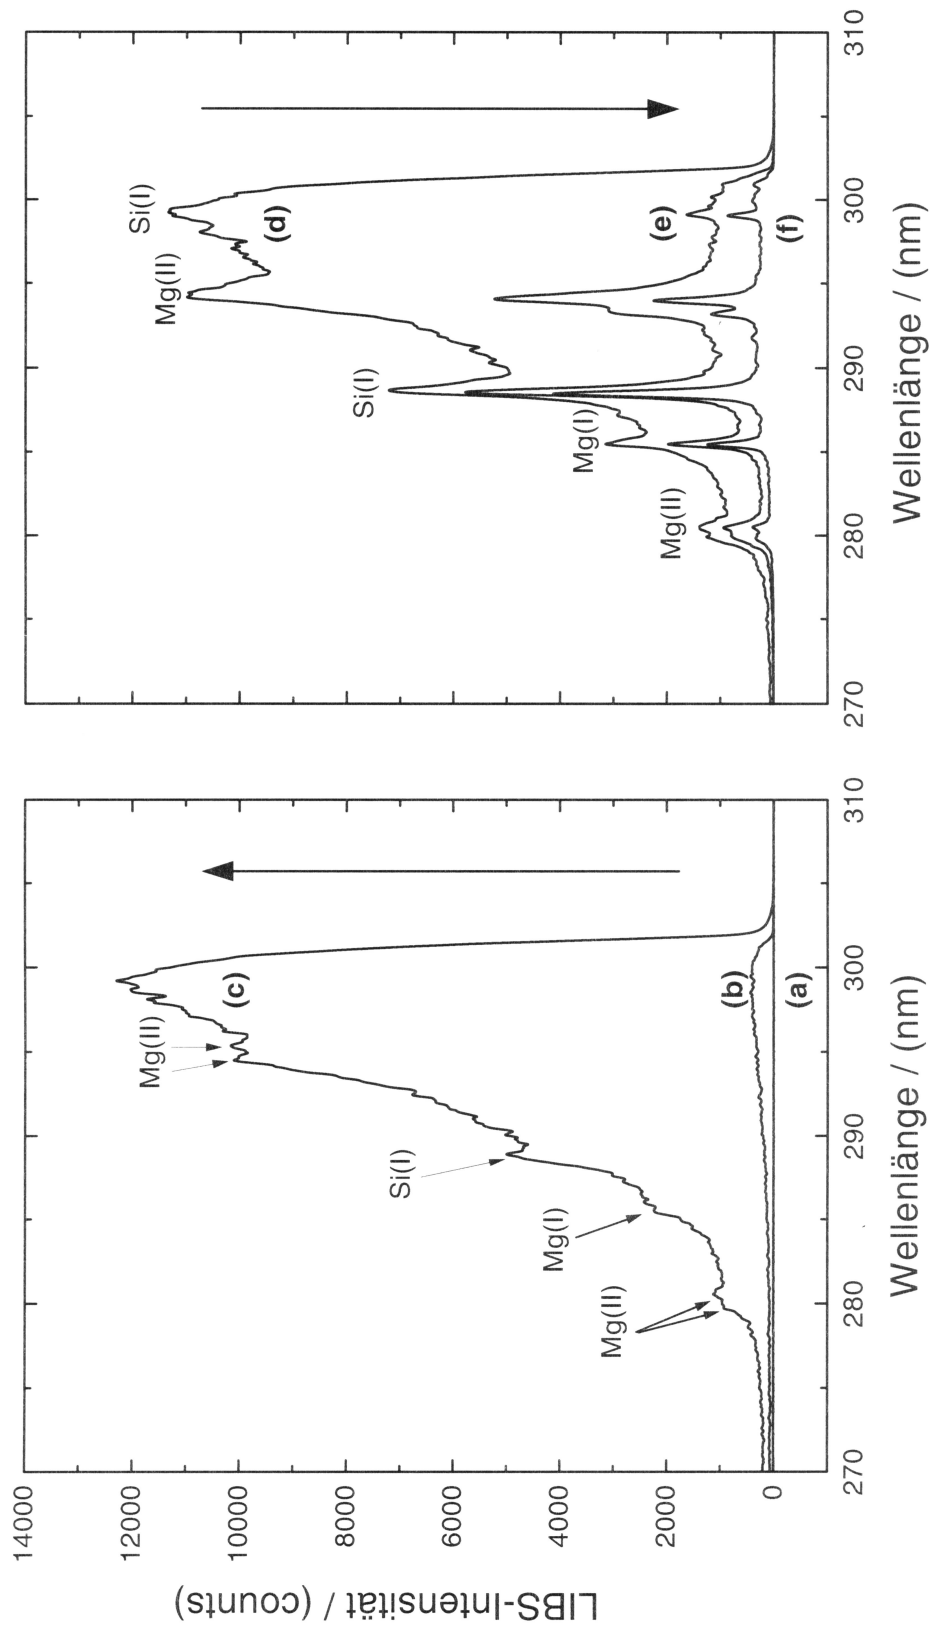 LIBS-Intensität / (counts)
14000
12000
10000
8000
6000
4000
2000
0
Mg(II)
Mg(I)
Si(I)
Mg(II)
(c)
(b)
(a)
270
280
290
300
310
Wellenlänge / (nm)
Mg(II)
Mg(I)
Si(I)
Mg(II)
Si(I)
(d)
(e)
(f)
270
280
290
300
310
Wellenlänge / (nm)